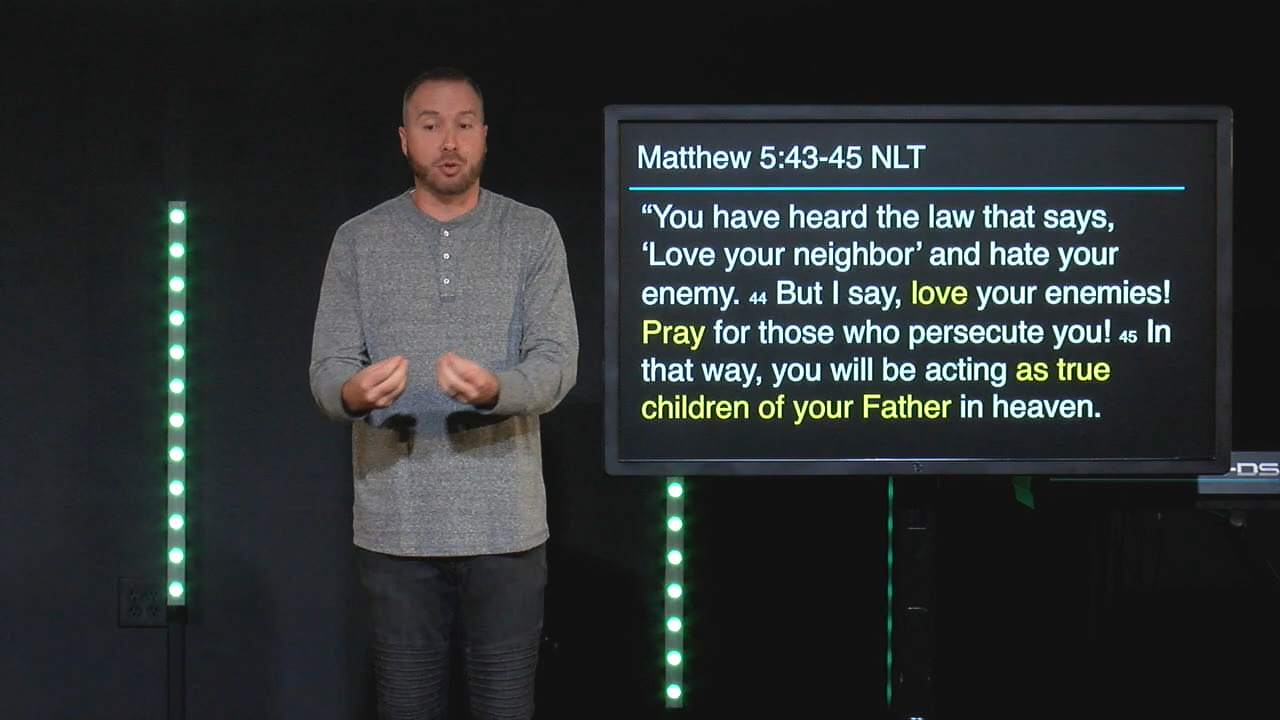 Matthew 5:43-45 NLT
“You have heard the law that says,
‘Love your neighbor’ and hate your
enemy. 44 But I say, love your enemies!
Pray for those who persecute you! 45 In
that way, you will be acting as true
children of your Father in heaven.
-DS